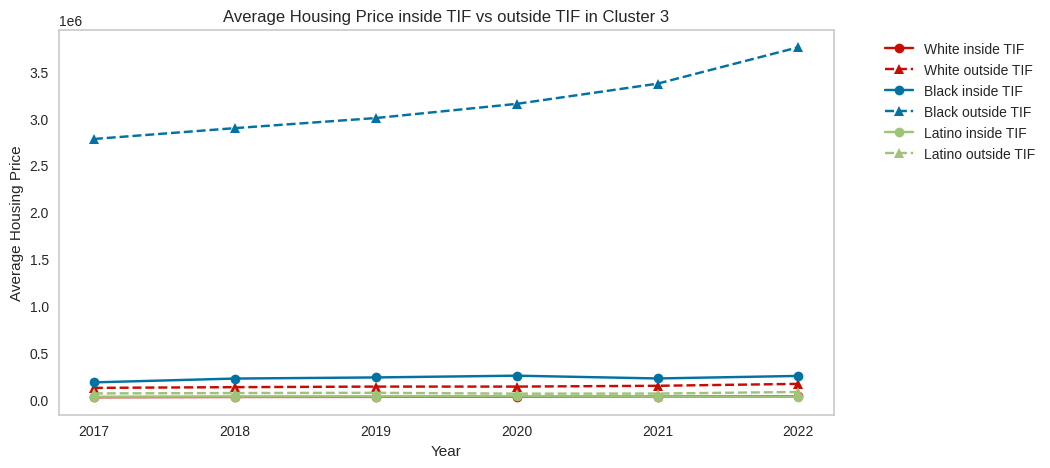 Average Housing Price inside TIF vs outside TIF in Cluster 3
1e6
3.5
3.0
2.5
2.0
1.5
1.0
0.5
0.0
Average Housing Price
2017 2018 2019 2020 2021 2022
Year
White inside TIF
White outside TIF
Black inside TIF
Black outside TIF
Latino inside TIF
Latino outside TIF